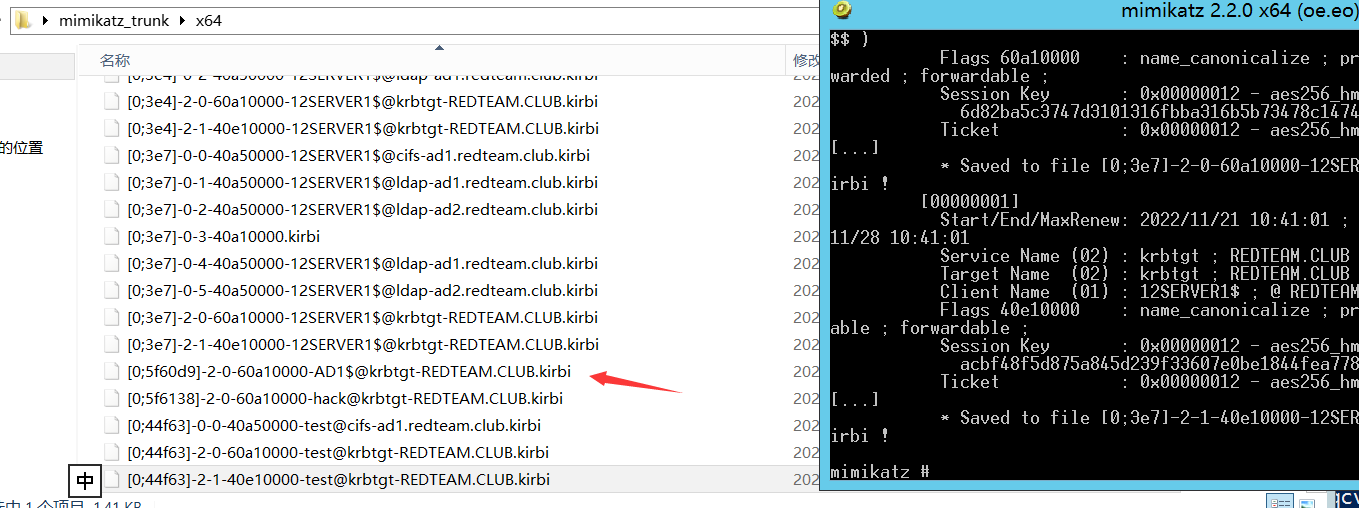 mimikatz_trunk
x64
名称
修改
[0;3e4]-0-2-40a50000-12SERVER1$@ldap-ad1.redteam.club.kirbi
[0;3e4]-2-0-60a10000-12SERVER1$@krbtgt-REDTEAM.CLUB.kirbi
202
[0;3e4]-2-1-40e10000-12SERVER1$@krbtgt-REDTEAM.CLUB.kirbi
202
[0;3e7]-0-0-40a50000-12SERVER1$@cifs-ad1.redteam.club.kirbi
202
[0;3e7]-0-1-40a50000-12SERVER1$@ldap-ad1.redteam.club.kirbi
202
[0;3e7]-0-2-40a50000-12SERVER1$@ldap-ad2.redteam.club.kirbi
202
[0;3e7]-0-3-40a10000.kirbi
202
[0;3e7]-0-4-40a50000-12SERVER1$@ldap-ad1.redteam.club.kirbi
202
[0;3e7]-0-5-40a50000-12SERVER1$@ldap-ad2.redteam.club.kirbi
202
[0;3e7]-2-0-60a10000-12SERVER1$@krbtgt-REDTEAM.CLUB.kirbi
202
[0;3e7]-2-1-40e10000-12SERVER1$@krbtgt-REDTEAM.CLUB.kirbi
202
[0;5f60d9]-2-0-60a10000-AD1$@krbtgt-REDTEAM.CLUB.kirbi
202
[0;5f6138]-2-0-60a10000-hack@krbtgt-REDTEAM.CLUB.kirbi
202
[0;44f63]-0-0-40a50000-test@cifs-ad1.redteam.club.kirbi
202
[0;44f63]-2-0-60a10000-test@krbtgt-REDTEAM.CLUB.kirbi
202
[0;44f63]-2-1-40e10000-test@krbtgt-REDTEAM.CLUB.kirbi
202
的位置
中
1 个项目 1.41 KB
mimikatz 2.2.0 x64 (oe.eo)
$$ )
Flags 60a10000 : name_canonicalize ; pr
warded ; forwardable ;
Session Key : 0x00000012 - aes256_hm
6d82ba5c3747d3101316fbba316b5b73478c1474
Ticket : 0x00000012 - aes256_hm
[...]
* Saved to file [0;3e7]-2-0-60a10000-12SER
irbi !
[00000001]
Start/End/MaxRenew: 2022/11/21 10:41:01 ;
11/28 10:41:01
Service Name (02) : krbtgt ; REDTEAM.CLUB
Target Name (02) : krbtgt ; REDTEAM.CLUB
Client Name (01) : 12SERVER1$ ; @ REDTEAM
Flags 40e10000 : name_canonicalize ; pr
able ; forwardable ;
Session Key : 0x00000012 - aes256_hm
acbf48f5d875a845d239f33607e0be1844fea778
Ticket : 0x00000012 - aes256_hm
[...]
* Saved to file [0;3e7]-2-1-40e10000-12SER
irbi !
mimikatz #